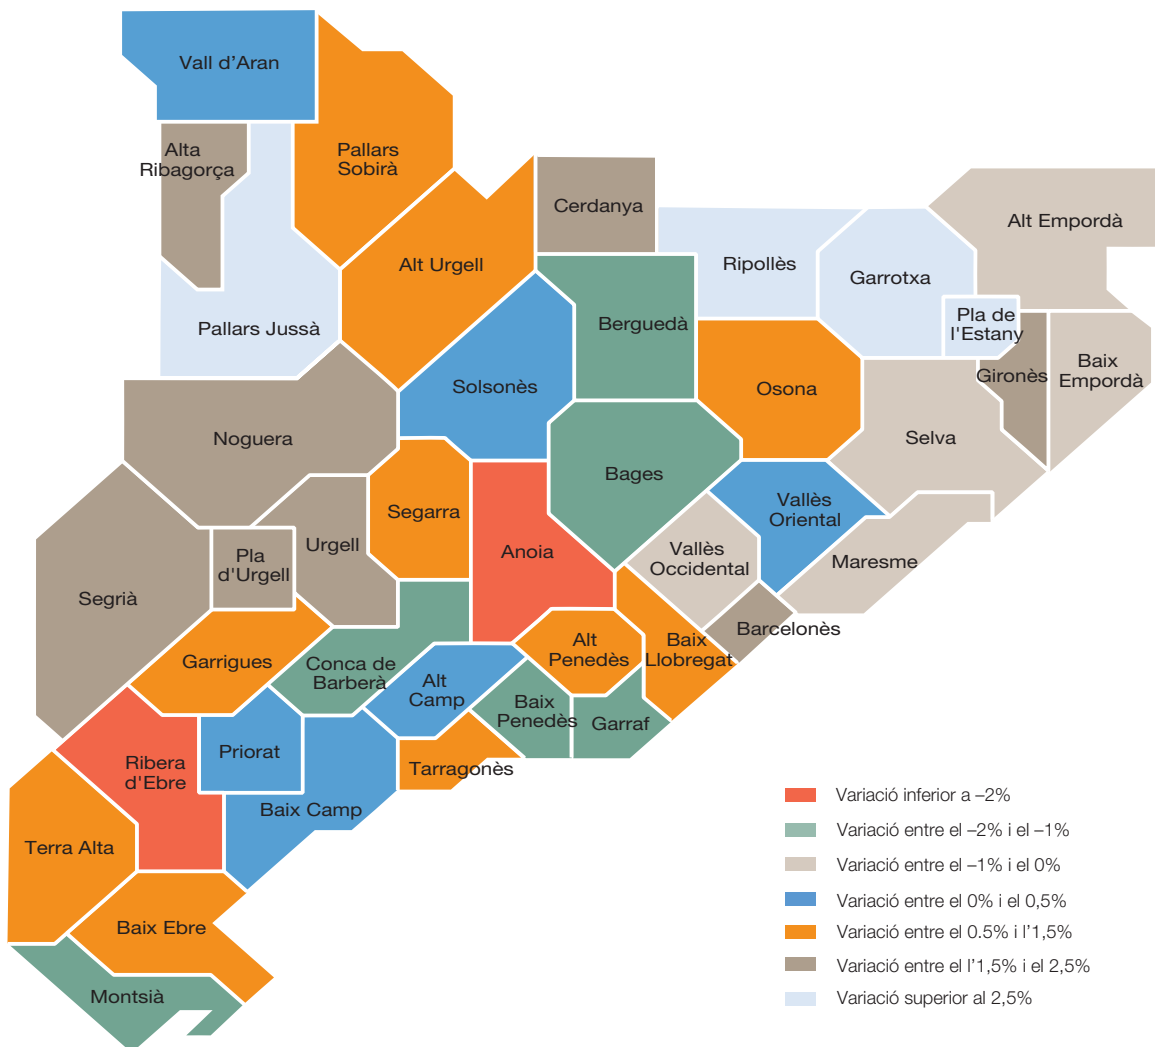 Vall d'Aran
Alta
Ribagorça
Pallars
Sobirà
Cerdanya
Alt Empordà
Alt Urgell
Ripollès
Garrotxa
Pallars Jussà
Berguedà
Pla de
l'Estany
Baix
Empordà
Gironès
Solsonès
Osona
Noguera
Selva
Bages
Segarra
Vallès
Oriental
Urgell
Anoia
Vallès
Occidental
Maresme
Pla
d'Urgell
Segrià
Barcelonès
Garrigues
Conca de
Barberà
Alt
Penedès
Baix
Llobregat
Alt
Camp
Baix
Penedès
Garraf
Priorat
Ribera
d'Ebre
Tarragonès
Baix Camp
Terra Alta
Baix Ebre
Montsià
Variació inferior a –2%
Variació entre el –2% i el –1%
Variació entre el –1% i el 0%
Variació entre el 0% i el 0,5%
Variació entre el 0.5% i l'1,5%
Variació entre el l'1,5% i el 2,5%
Variació superior al 2,5%